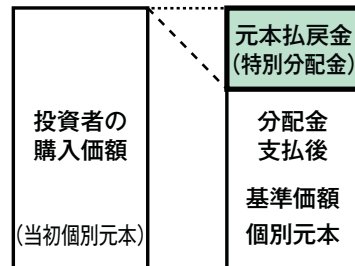 投資者の
購入価額
(当初個別元本)
元本払戻金
(特別分配金)
分配金
支払後
基準価額
個別元本